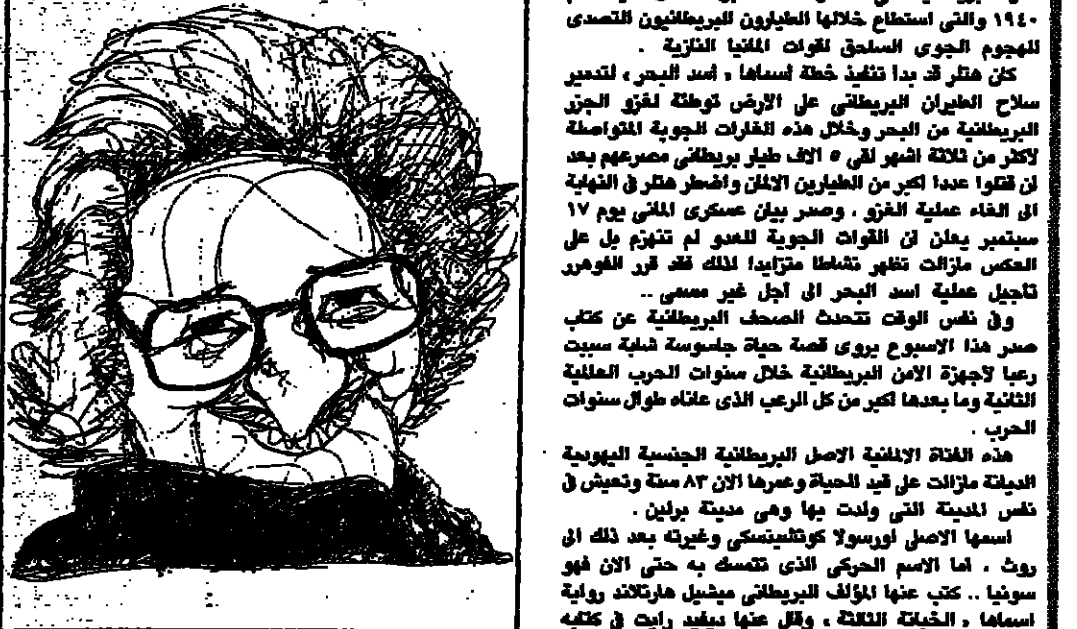 ١٩٤٠ والتى استطاع خلالها الطيارون البريطانيون التصدى
للهجوم الجوى الساحق لقوات المانيا النازية .
كان هتلر قد بدا تنفيذ خطة اسماها « اسد البحر » لتدمير
سلاح الطيران البريطانى على الارض توطئة لغزو الجزر
البريطانية من البحر وخلال هذه الغارات الجوية المتواصلة
لاكثر من ثلاثة اشهر لقى ٥ الاف طيار بريطانى مصرعهم بعد
ان قتلوا عددا اكبر من الطيارين الالمان واضطر هتلر فى النهاية
الى الغاء عملية الغزو . وصدر بيان عسكرى المانى يوم ١٧
سبتمبر يعلن ان القوات الجوية للعدو لم تنهزم بل على
العكس مازالت تظهر نشاطا متزايدا لذلك فقد قرر الفوهرر
تأجيل عملية اسد البحر الى أجل غير مسمى ..
وفى نفس الوقت تتحدث الصحف البريطانية عن كتاب
صدر هذا الاسبوع يروى قصة حياة جاسوسة شابة سببت
رعبا لاجهزة الامن البريطانية خلال سنوات الحرب العالمية
الثانية وما بعدها اكبر من كل الرعب الذى عاناه طوال سنوات
الحرب .
هذه الفتاة الالمانية الاصل البريطانية الجنسية اليهودية
الديانة مازالت على قيد الحياة وعمرها الان ٨٣ سنة وتعيش فى
نفس المدينة التى ولدت بها وهى مدينة برلين .
اسمها الاصلى اورسولا كوتشينسكى وغيرته بعد ذلك الى
روث . اما الاسم الحركى الذى تتمسك به حتى الان فهو
سونيا .. كتب عنها المؤلف البريطانى ميشيل هارتلاند رواية
اسماها « الخيانة الثالثة » وقال عنها ديفيد رايت فى كتابه